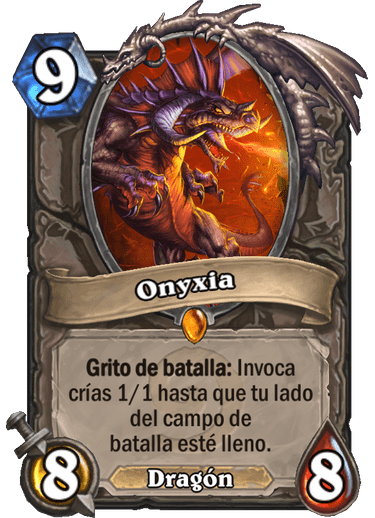 9
Onyxia
Grito de batalla: Invoca
crías 1/1 hasta que tu lado
del campo de
batalla esté lleno.
8
Dragón
8